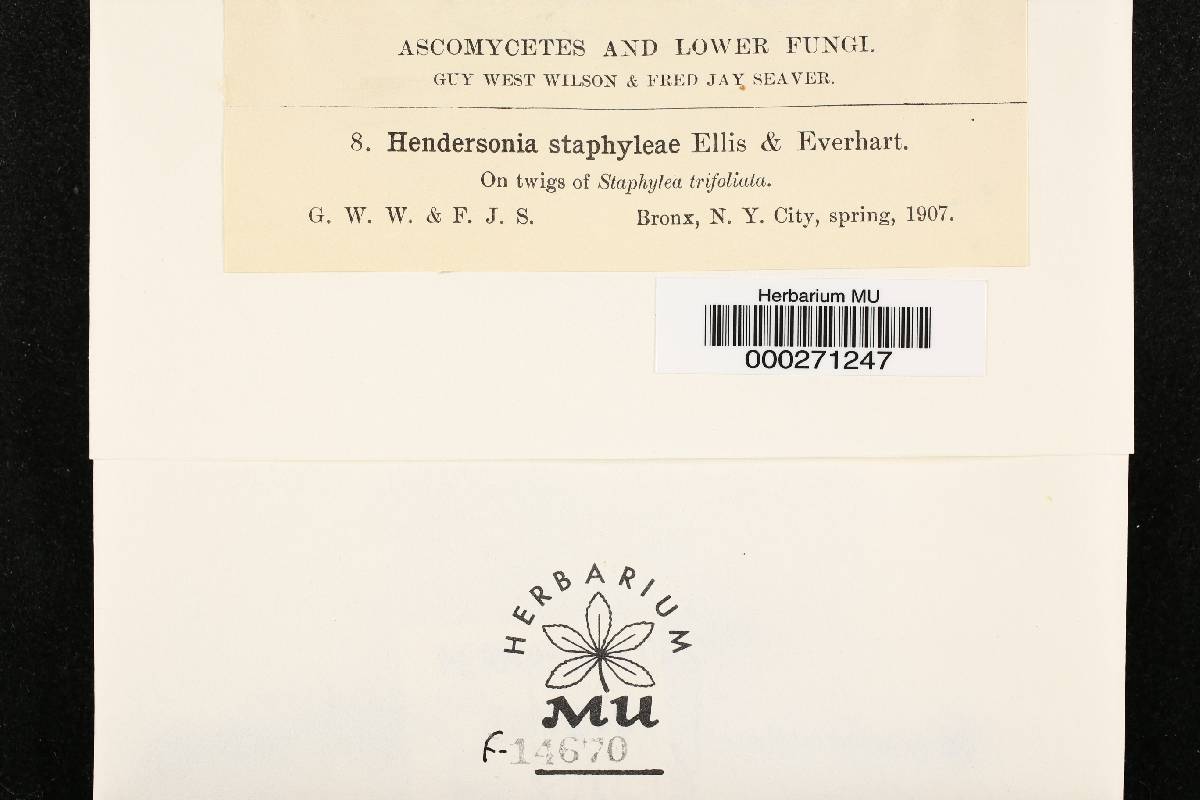 ASCOMYCETES AND LOWER FUNGI.
GUY WEST WILSON & FRED JAY SEAVER.
8. Hendersonia staphyleae Ellis & Everhart.
On twigs of Staphylea trifoliata.
G. W. W. & F. J. S. Bronx, N. Y. City, spring, 1907.
Herbarium MU
000271247
HERBARIUM
MU
F-14670